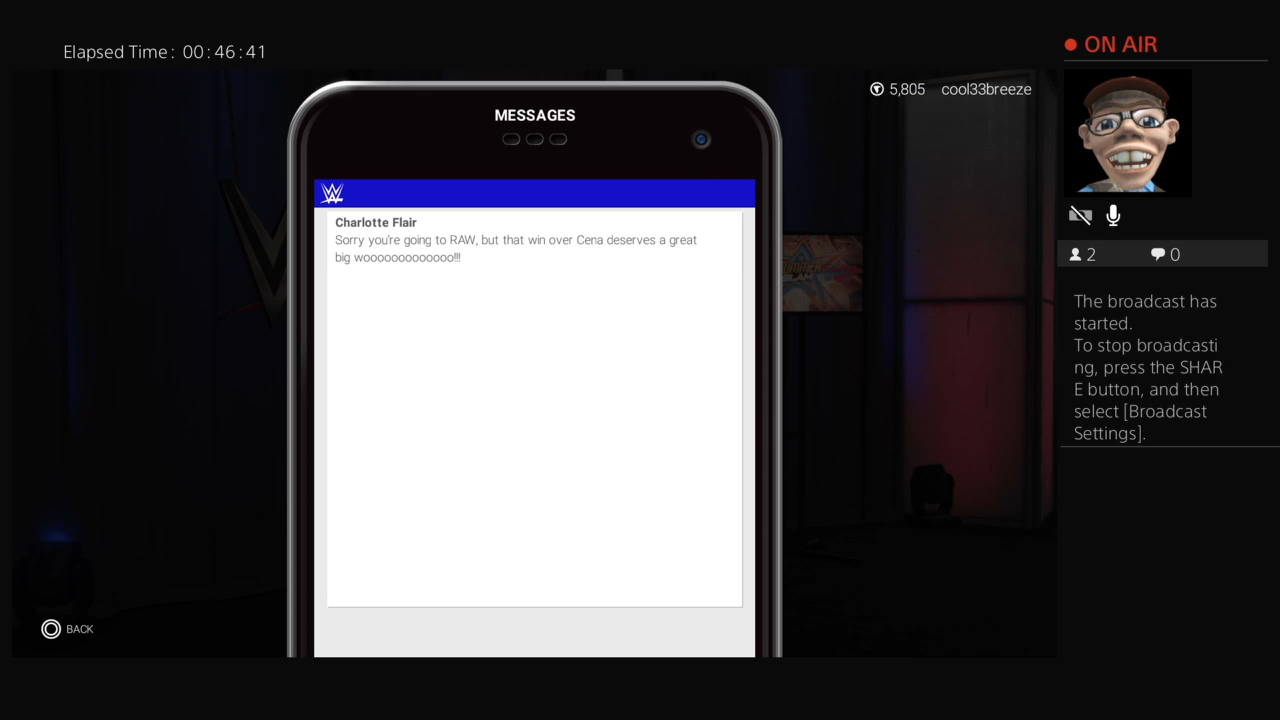 Elapsed Time: 00:46:41
ON AIR
5,805 cool33breeze
MESSAGES
W
Charlotte Flair
Sorry you're going to RAW, but that win over Cena deserves a great
big wooooooooooooo!!!
SUMMER
SLAM
2 0
The broadcast has
started.
To stop broadcasti
ng, press the SHAR
E button, and then
select [Broadcast
Settings].
BACK